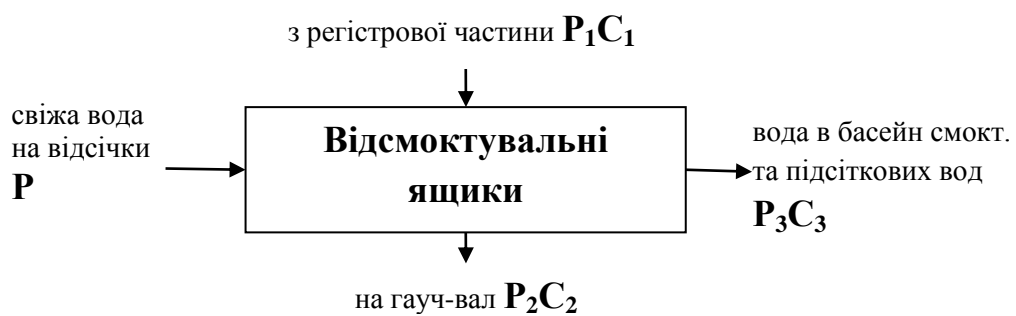 з регістрової частини P₁C₁
свіжа вода
на відсічки
P
Відсмоктувальні
ящики
вода в басейн смокт.
та підсіткових вод
P₃C₃
на гауч-вал P₂C₂